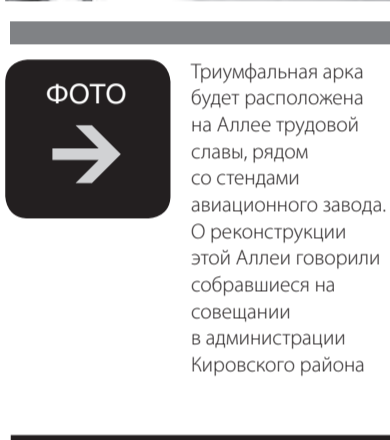 ФОТО
Триумфальная арка
будет расположена
на Аллее трудовой
славы, рядом
со стендами
авиационного завода.
О реконструкции
этой Аллеи говорили
собравшиеся на
совещании
в администрации
Кировского района